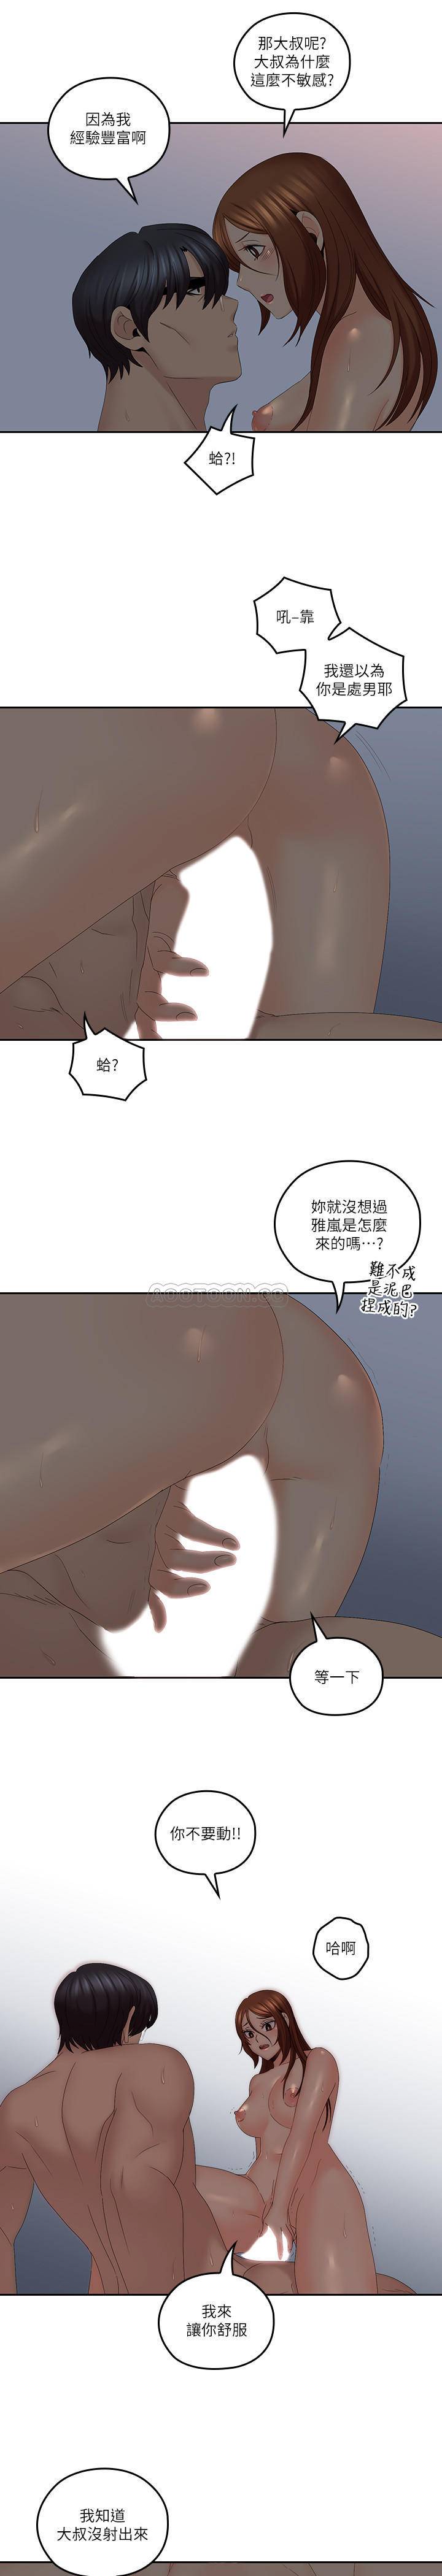 那大叔呢?
大叔為什麼
這麼不敏感?
因為我
經驗豐富啊
蛤?!
吼–靠
我還以為
你是處男耶
蛤?
妳就沒想過
雅嵐是怎麼
來的嗎…?
難不成
是泥巴
捏成的?
等一下
你不要動!!
哈啊
我來
讓你舒服
我知道
大叔沒射出來